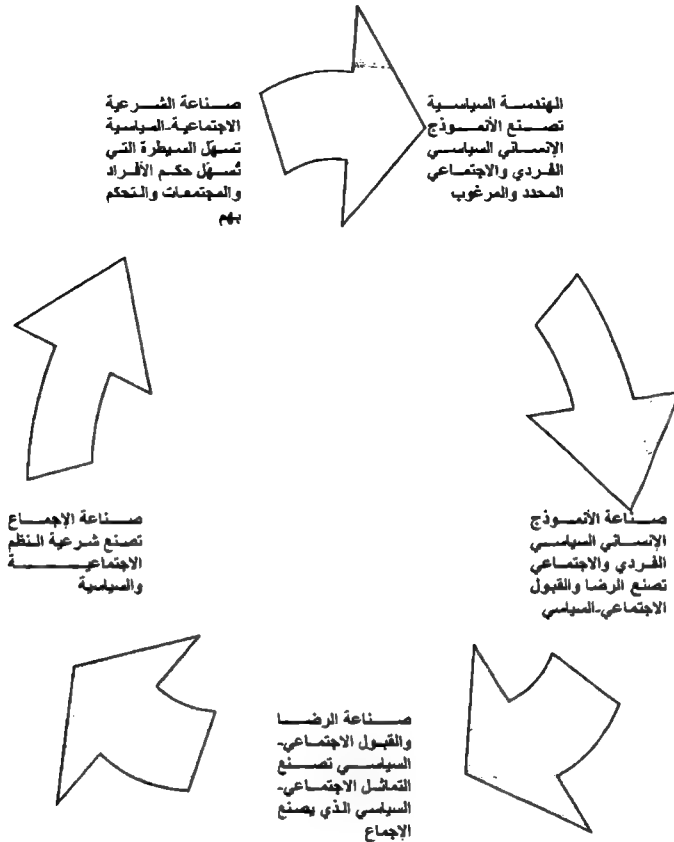 الهندسة السياسية
تصنع الأنموذج
الإنساني السياسي
الفردي والاجتماعي
المحدد والمرغوب
صناعة الأنموذج
الإنساني السياسي
الفردي والاجتماعي
تصنع الرضا والقبول
الاجتماعي-السياسي
صناعة الرضا
والقبول الاجتماعي-
السياسي تصنع
التماثل الاجتماعي-
السياسي الذي يصنع
الإجماع
صناعة الإجماع
تصنع شرعية النظم
الاجتماعية
والسياسية
صناعة الشرعية
الاجتماعية-السياسية
تسهل السيطرة التي
تُسهل حكم الأفراد
والمجتمعات والتحكم
بهم